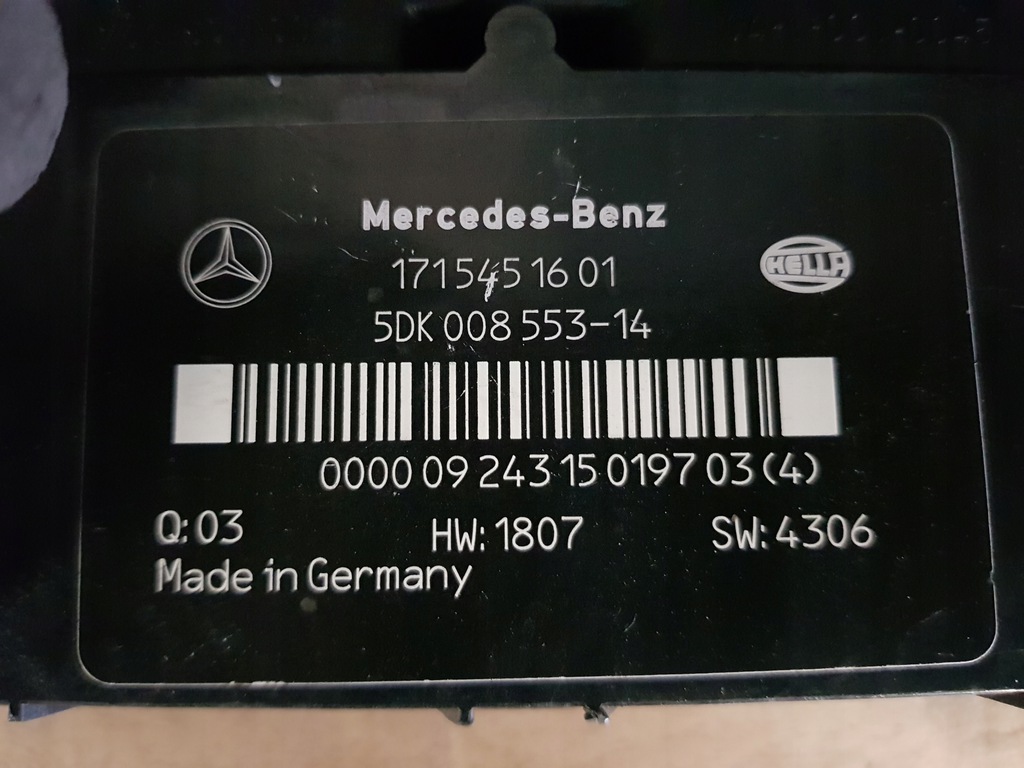 Mercedes-Benz
HELLA
171 545 16 01
5DK 008 553-14
0000 09 243 15 0197 03 (4)
Q: 03 HW: 1807 SW: 4306
Made in Germany